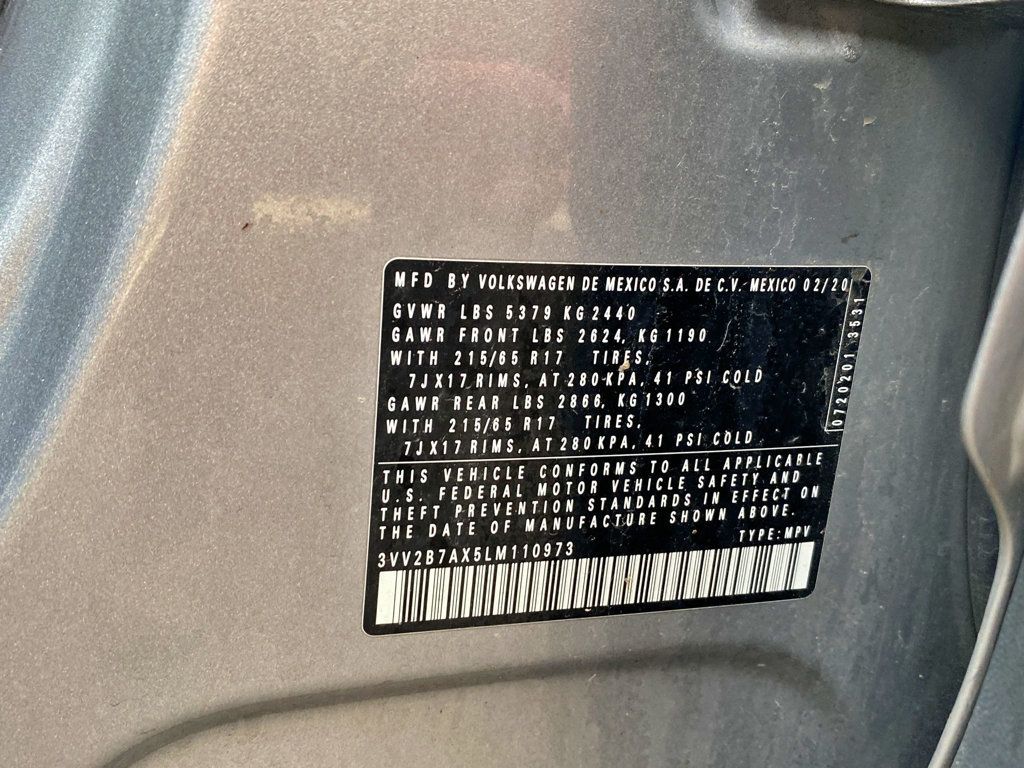 MFD BY VOLKSWAGEN DE MEXICO S.A. DE C.V. MEXICO 02/20
GVWR LBS 5379 KG 2440
GAWR FRONT LBS 2624, KG 1190
WITH 215/65 R17 TIRES,
7JX17 RIMS, AT 280 KPA, 41 PSI COLD
GAWR REAR LBS 2866, KG 1300
WITH 215/65 R17 TIRES,
7JX17 RIMS, AT 280 KPA, 41 PSI COLD
0720201 3531
THIS VEHICLE CONFORMS TO ALL APPLICABLE
U.S. FEDERAL MOTOR VEHICLE SAFETY AND
THEFT PREVENTION STANDARDS IN EFFECT ON
THE DATE OF MANUFACTURE SHOWN ABOVE.
3VV2B7AX5LM110973 TYPE: MPV